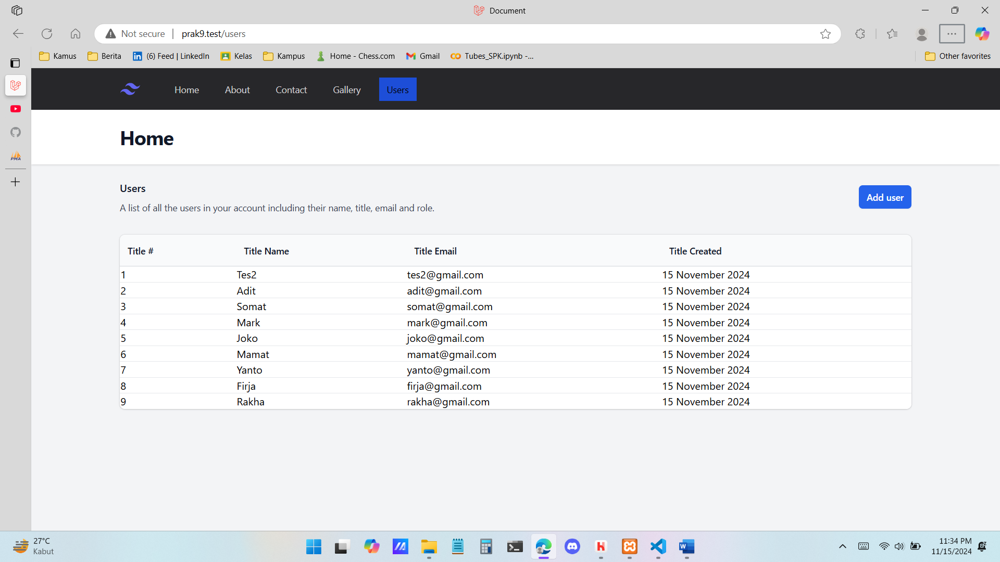 Document
Not secure prak9.test/users
Kamus Berita (6) Feed | LinkedIn Kelas Kampus Home - Chess.com Gmail Tubes_SPK.ipynb -... Other favorites
Home About Contact Gallery Users
Home
PMA
Users
Add user
A list of all the users in your account including their name, title, email and role.
Title # Title Name Title Email Title Created
1 Tes2 tes2@gmail.com 15 November 2024
2 Adit adit@gmail.com 15 November 2024
3 Somat somat@gmail.com 15 November 2024
4 Mark mark@gmail.com 15 November 2024
5 Joko joko@gmail.com 15 November 2024
6 Mamat mamat@gmail.com 15 November 2024
7 Yanto yanto@gmail.com 15 November 2024
8 Firja firja@gmail.com 15 November 2024
9 Rakha rakha@gmail.com 15 November 2024
27°C
Kabut
11:34 PM
11/15/2024